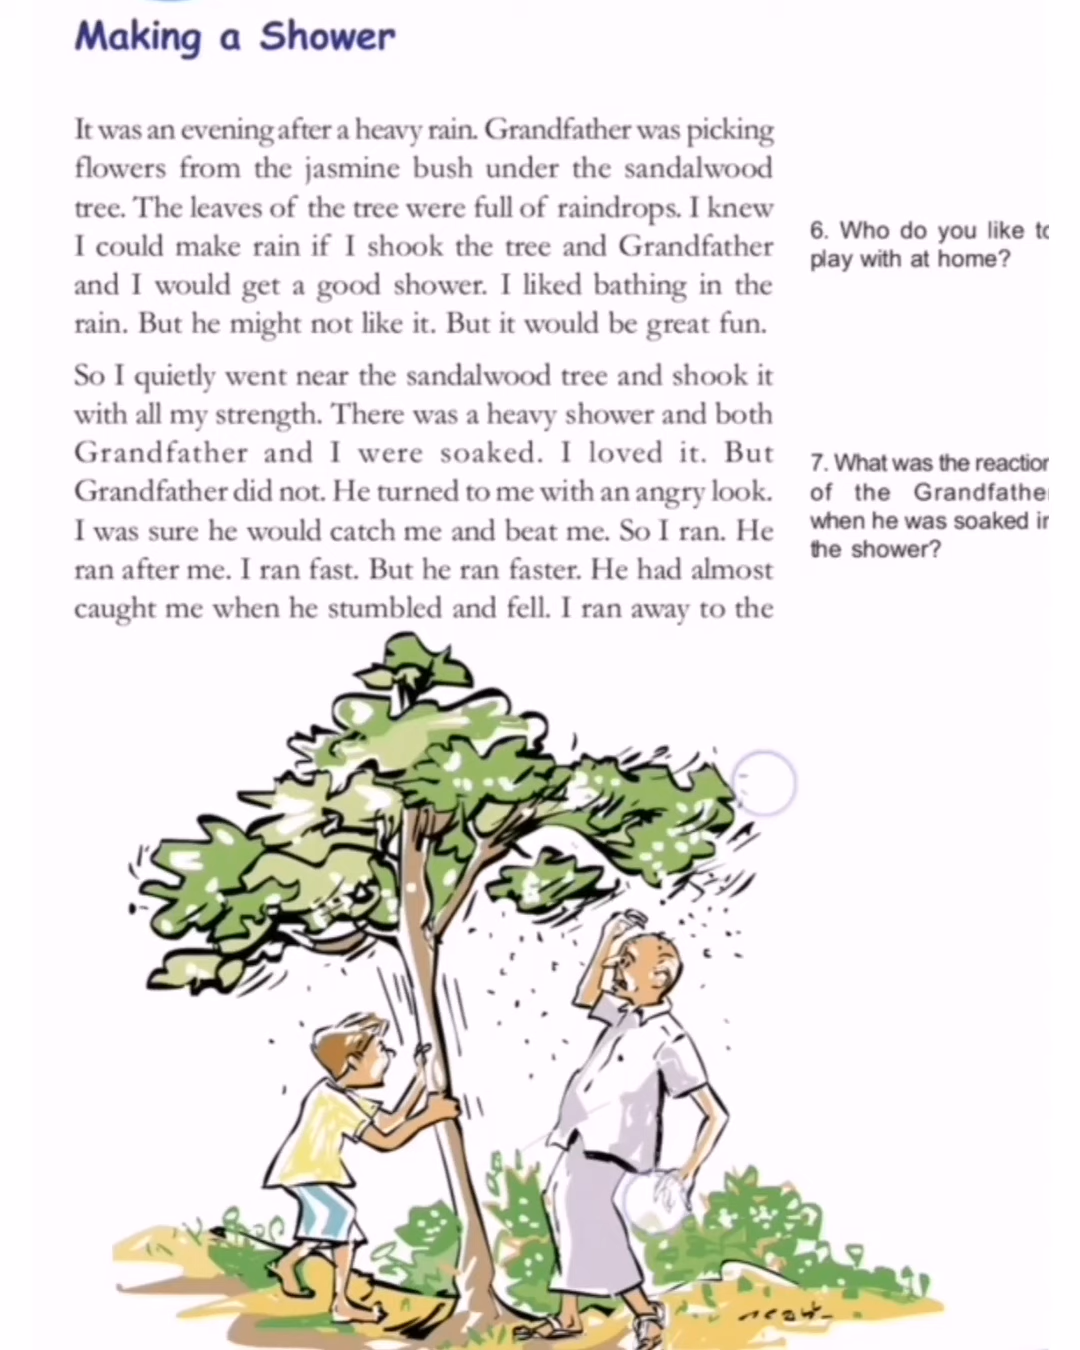 Making a Shower
It was an evening after a heavy rain. Grandfather was picking
flowers from the jasmine bush under the sandalwood
tree. The leaves of the tree were full of raindrops. I knew
I could make rain if I shook the tree and Grandfather
and I would get a good shower. I liked bathing in the
rain. But he might not like it. But it would be great fun.
6. Who do you like to
play with at home?
So I quietly went near the sandalwood tree and shook it
with all my strength. There was a heavy shower and both
Grandfather and I were soaked. I loved it. But
Grandfather did not. He turned to me with an angry look.
I was sure he would catch me and beat me. So I ran. He
ran after me. I ran fast. But he ran faster. He had almost
caught me when he stumbled and fell. I ran away to the
7. What was the reaction
of the Grandfather
when he was soaked in
the shower?